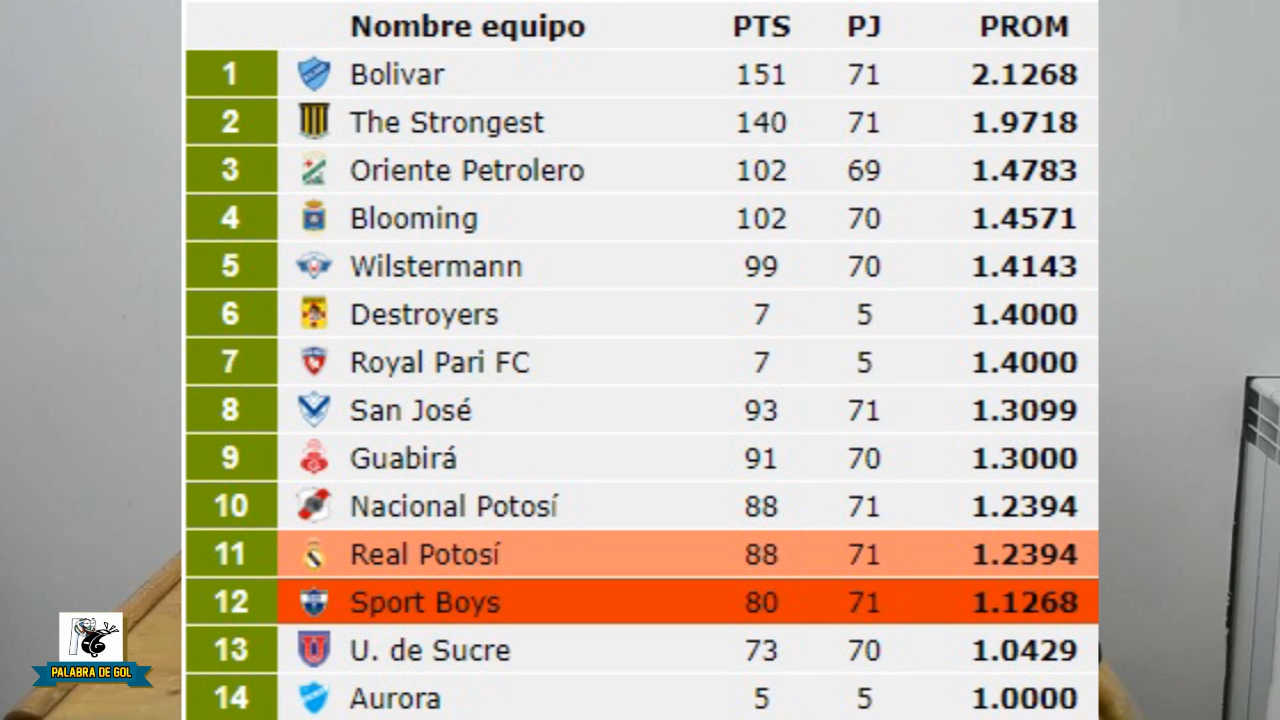 Nombre equipo PTS PJ PROM
1 Bolivar 151 71 2.1268
2 The Strongest 140 71 1.9718
3 Oriente Petrolero 102 69 1.4783
4 Blooming 102 70 1.4571
5 Wilstermann 99 70 1.4143
6 Destroyers 7 5 1.4000
7 Royal Pari FC 7 5 1.4000
8 San José 93 71 1.3099
9 Guabirá 91 70 1.3000
10 Nacional Potosí 88 71 1.2394
11 Real Potosí 88 71 1.2394
12 Sport Boys 80 71 1.1268
13 U. de Sucre 73 70 1.0429
14 Aurora 5 5 1.0000
PALABRA DE GOL